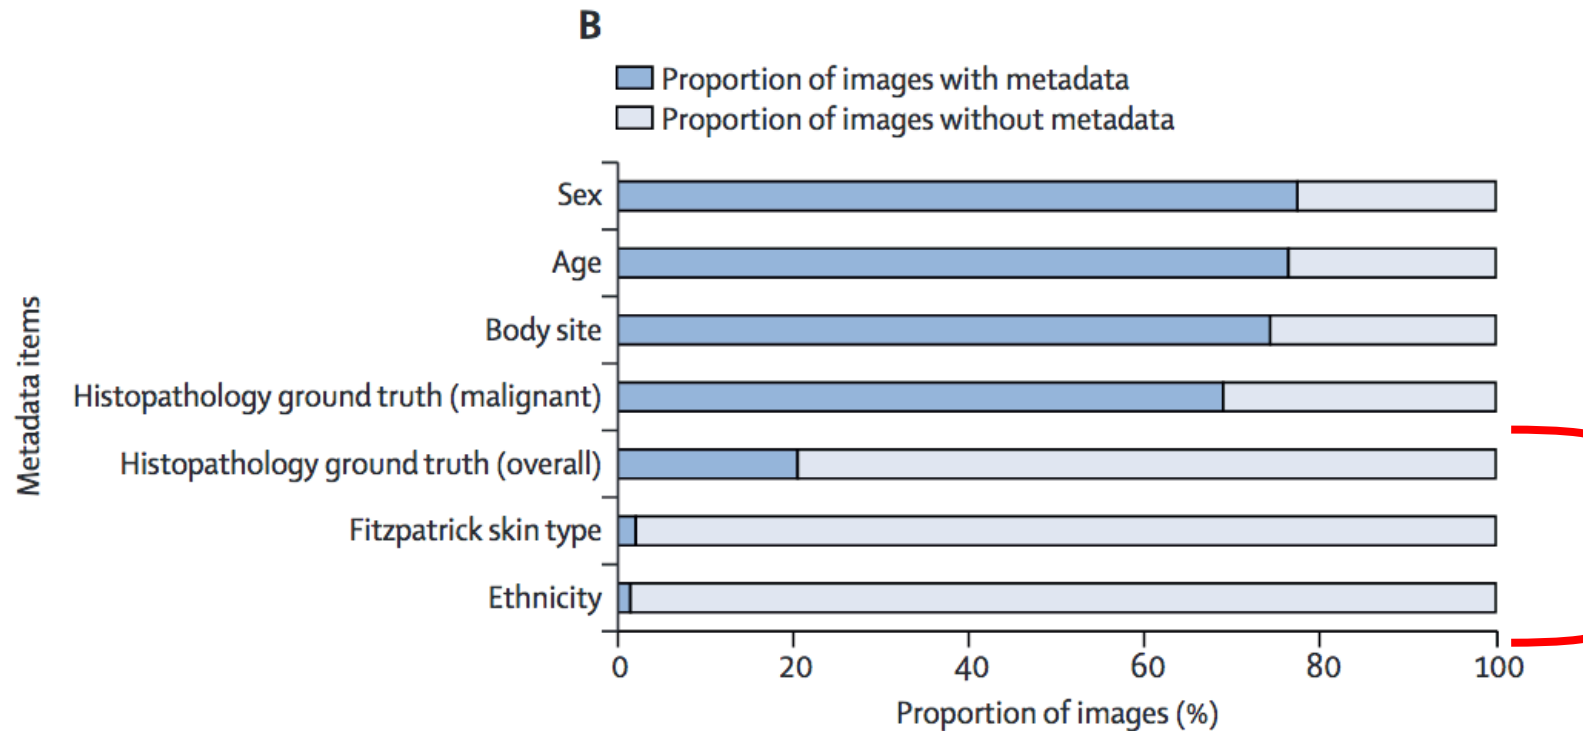 B
Proportion of images with metadata
Proportion of images without metadata
Metadata items
Sex
Age
Body site
Histopathology ground truth (malignant)
Histopathology ground truth (overall)
Fitzpatrick skin type
Ethnicity
0 20 40 60 80 100
Proportion of images (%)